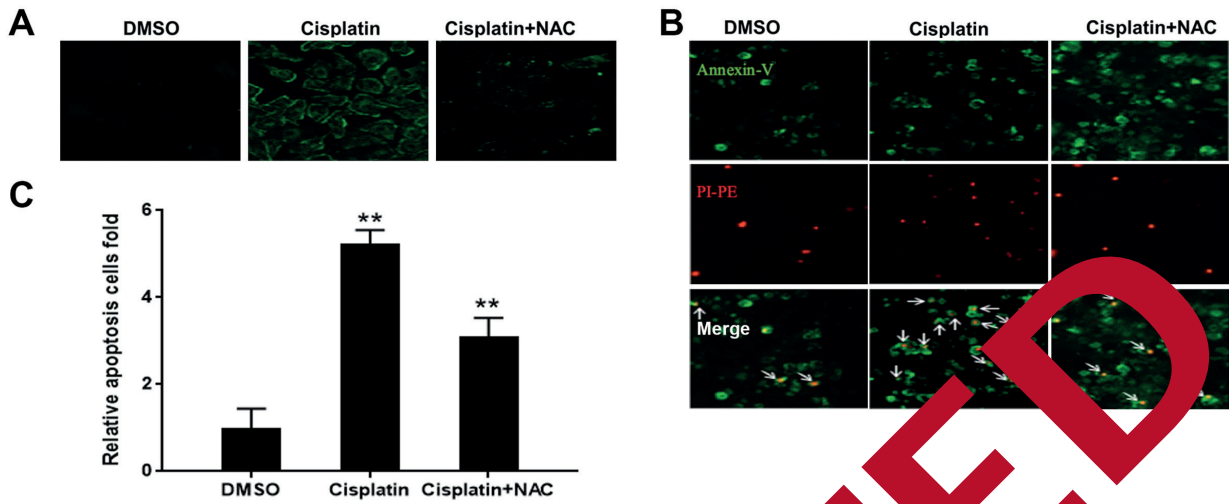 A
DMSO
Cisplatin
Cisplatin+NAC
B
DMSO
Cisplatin
Cisplatin+NAC
Annexin-V
PI-PE
Merge
C
Relative apoptosis cells fold
6
4
2
0
**
**
DMSO
Cisplatin
Cisplatin+NAC
ED